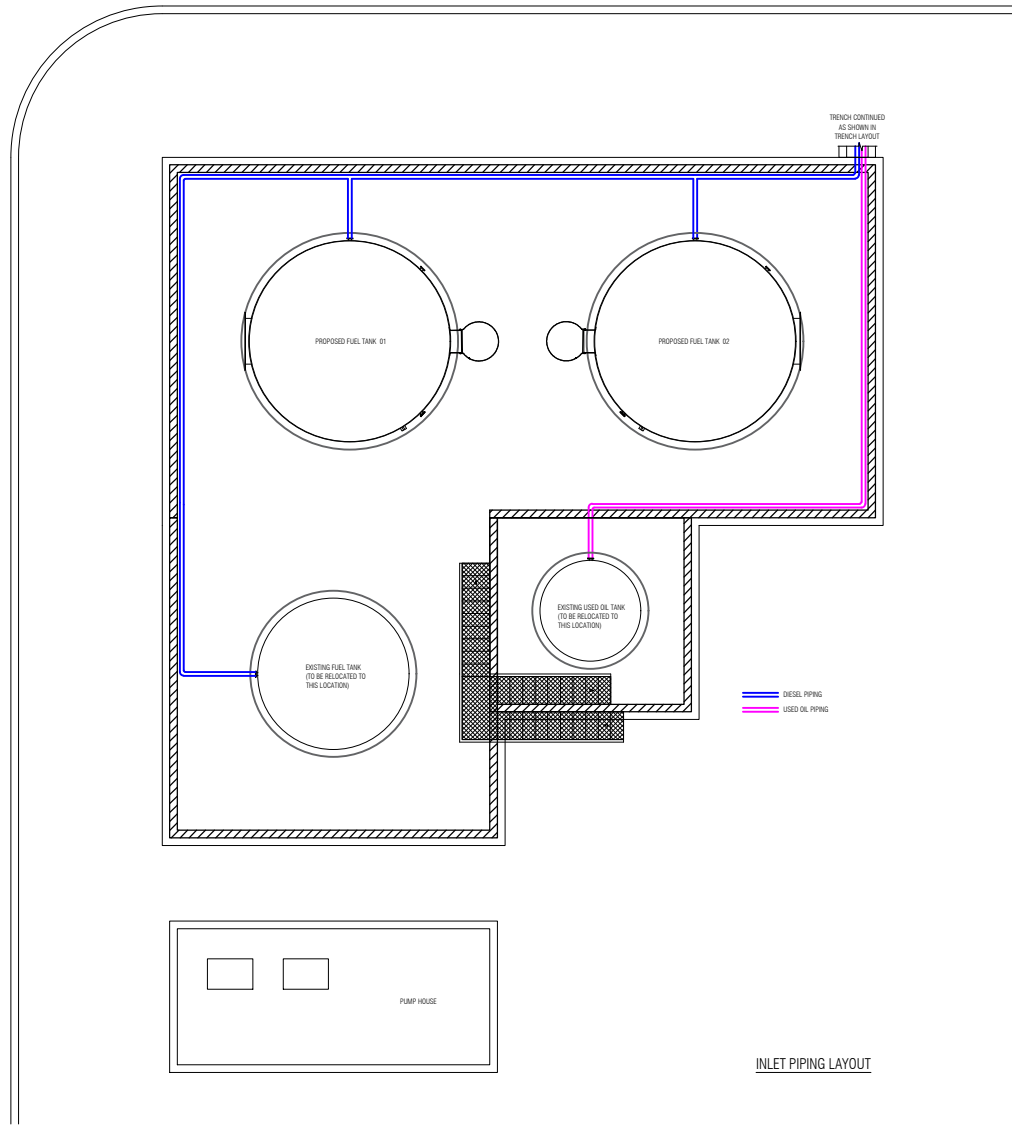 TRENCH CONTINUED
AS SHOWN IN
TRENCH LAYOUT
PROPOSED FUEL TANK 01
PROPOSED FUEL TANK 02
EXISTING USED OIL TANK
(TO BE RELOCATED TO
THIS LOCATION)
EXISTING FUEL TANK
(TO BE RELOCATED TO
THIS LOCATION)
DIESEL PIPING
USED OIL PIPING
PUMP HOUSE
INLET PIPING LAYOUT